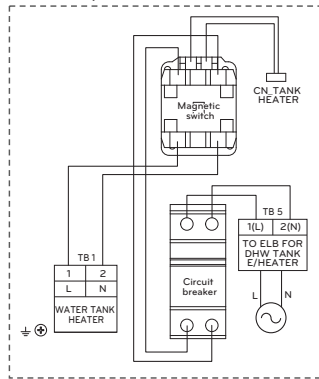 CN_TANK
HEATER
Magnetic
switch
TB 5
1(L) 2(N)
TO ELB FOR
DHW TANK
E/HEATER
TB 1
1 2
L N
WATER TANK
HEATER
Circuit
breaker
L N